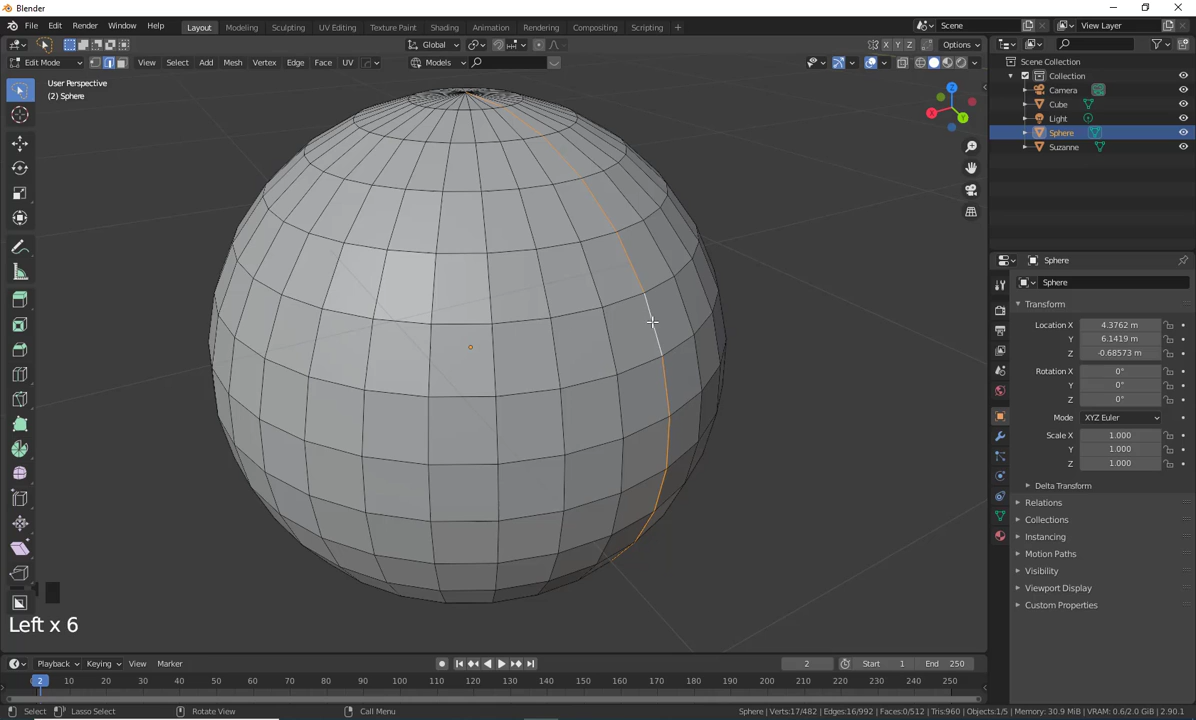 Blender
File Edit Render Window Help Layout Modeling Sculpting UV Editing Texture Paint Shading Animation Rendering Compositing Scripting + Scene View Layer
Global X Y Z Options
Edit Mode View Select Add Mesh Vertex Edge Face UV Models
User Perspective
(2) Sphere
Z
X
Y
Scene Collection
Collection
Camera
Cube
Light
Sphere
Suzanne
Sphere
Sphere
Transform
Location X 4.3762 m
Y 6.1419 m
Z -0.68573 m
Rotation X 0°
Y 0°
Z 0°
Mode XYZ Euler
Scale X 1.000
Y 1.000
Z 1.000
Delta Transform
Relations
Collections
Instancing
Motion Paths
Visibility
Viewport Display
Custom Properties
Left x 6
Playback Keying View Marker 2 Start 1 End 250
2 10 20 30 40 50 60 70 80 90 100 110 120 130 140 150 160 170 180 190 200 210 220 230 240 250
Select Lasso Select Rotate View Call Menu Sphere | Verts:17/482 | Edges:16/992 | Faces:0/512 | Tris:960 | Objects:1/5 | Memory: 30.9 MiB | VRAM: 0.6/2.0 GiB | 2.90.1